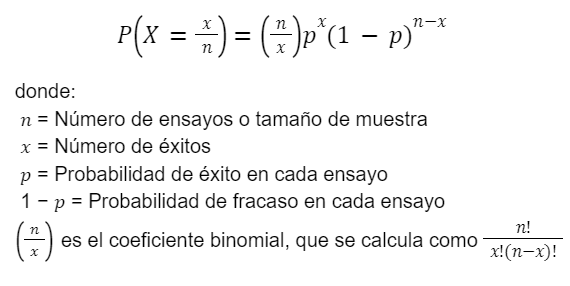 P(X = x/n) = (n/x)pˣ(1 − p)ⁿ⁻ˣ
donde:
n = Número de ensayos o tamaño de muestra
x = Número de éxitos
p = Probabilidad de éxito en cada ensayo
1 − p = Probabilidad de fracaso en cada ensayo
(n/x) es el coeficiente binomial, que se calcula como n!/x!(n−x)!